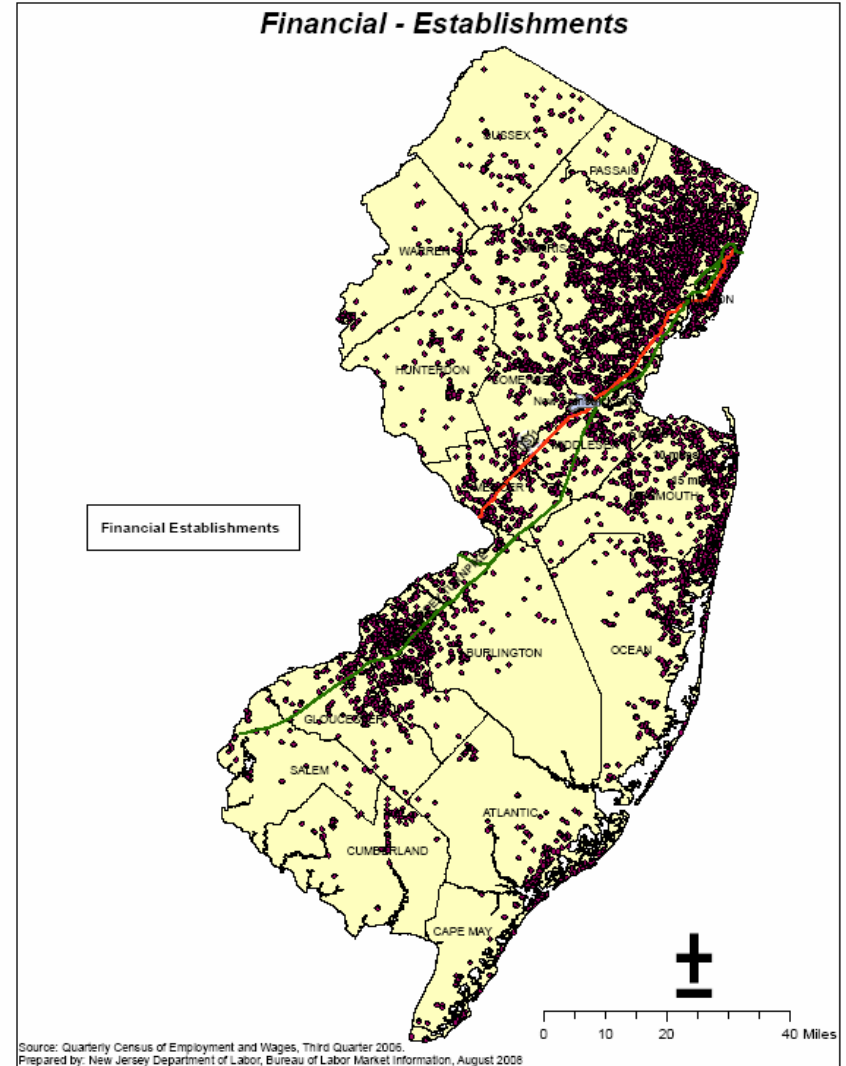 Financial - Establishments
SUSSEX
PASSAIC
WARREN
HUNTERDON
MIDDLESEX
MONMOUTH
Financial Establishments
BURLINGTON
OCEAN
GLOUCESTER
SALEM
ATLANTIC
CUMBERLAND
CAPE MAY
0 10 20 40 Miles
Source: Quarterly Census of Employment and Wages, Third Quarter 2006.
Prepared by: New Jersey Department of Labor, Bureau of Labor Market Information, August 2008